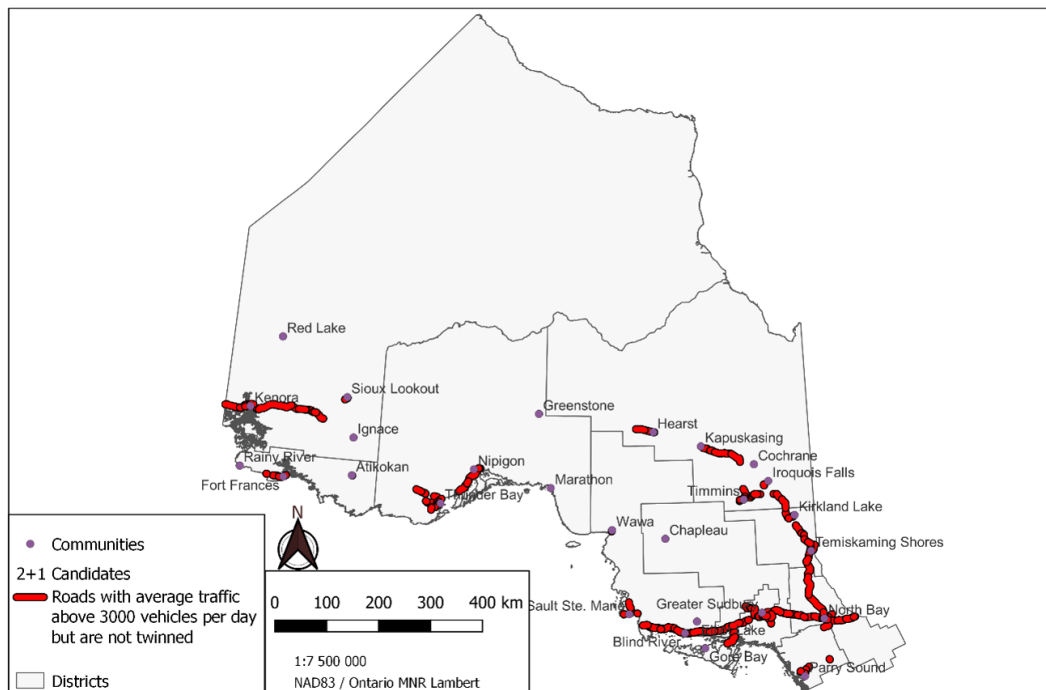 Red Lake
Kenora
Sioux Lookout
Greenstone
Hearst
Ignace
Kapuskasing
Cochrane
Rainy River
Atikokan
Nipigon
Iroquois Falls
Fort Frances
Marathon
Timmins
Thunder Bay
Kirkland Lake
Wawa
Chapleau
Temiskaming Shores
Sault Ste. Marie
Greater Sudbury
North Bay
Elliot Lake
Blind River
Gore Bay
Parry Sound
Communities
2+1 Candidates
Roads with average traffic
above 3000 vehicles per day
but are not twinned
Districts
N
0 100 200 300 400 km
1:7 500 000
NAD83 / Ontario MNR Lambert